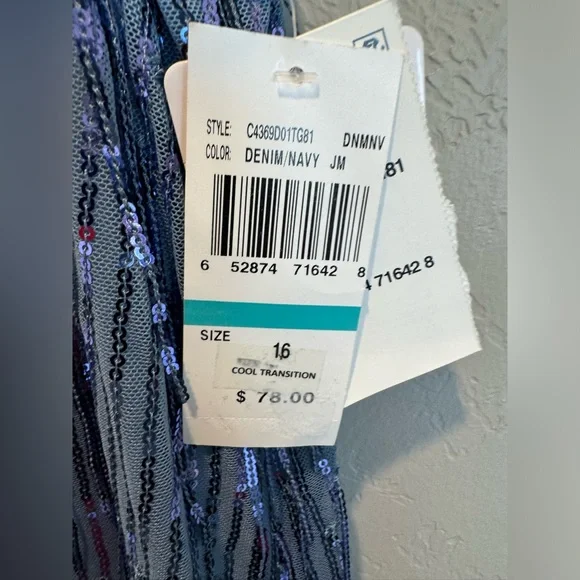 STYLE: C4369D01TG81 DNMNV
COLOR: DENIM/NAVY JM
6 52874 71642 8
SIZE 16
COOL TRANSITION
$ 78.00
81
71642 8